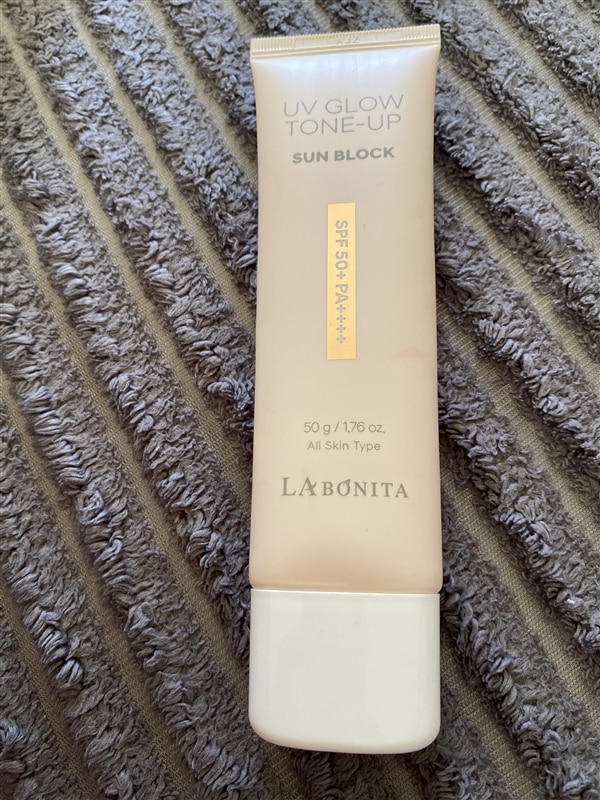 UV GLOW
TONE-UP
SUN BLOCK
SPF 50+ PA++++
50 g / 1,76 oz.
All Skin Type
LABONITA